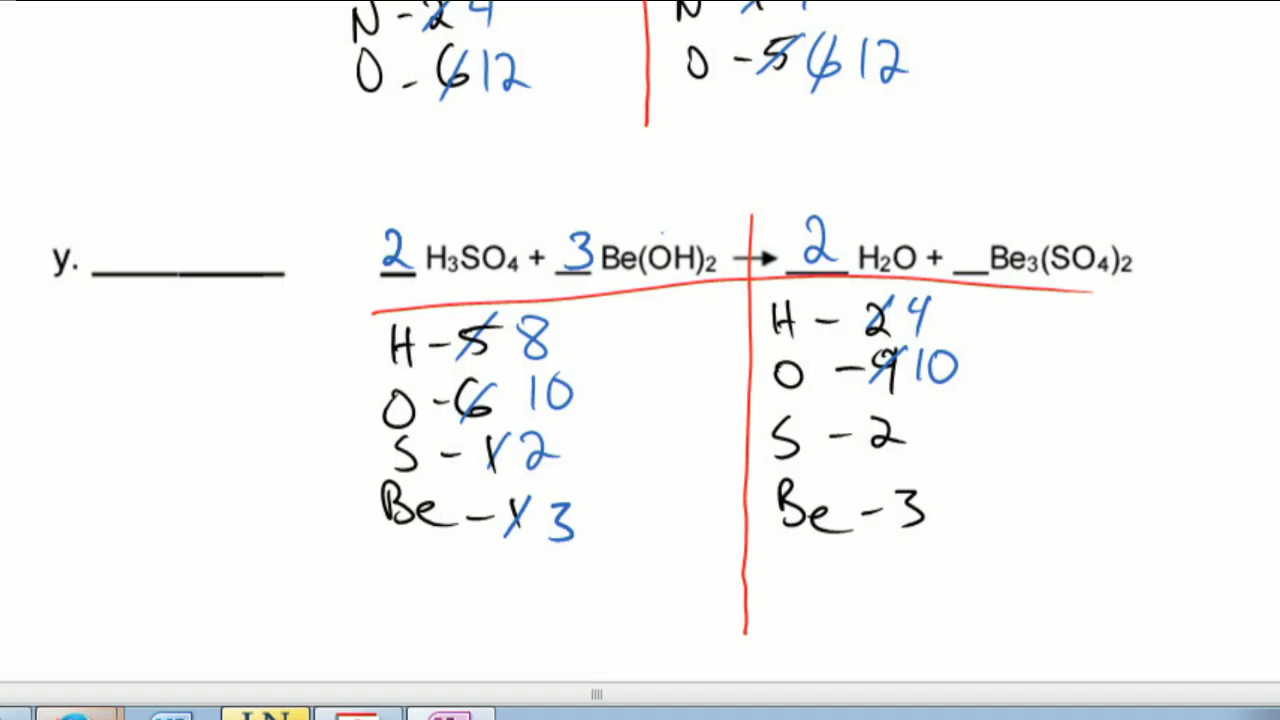 N - 2 4 N
O - 6 12 O - 5 6 12
y. ___ 2 H₃SO₄ + 3 Be(OH)₂ → 2 H₂O + __Be₃(SO₄)₂
H - 5 8 H - 2 4
O - 6 10 O - 9 10
S - 1 2 S - 2
Be - 1 3 Be - 3